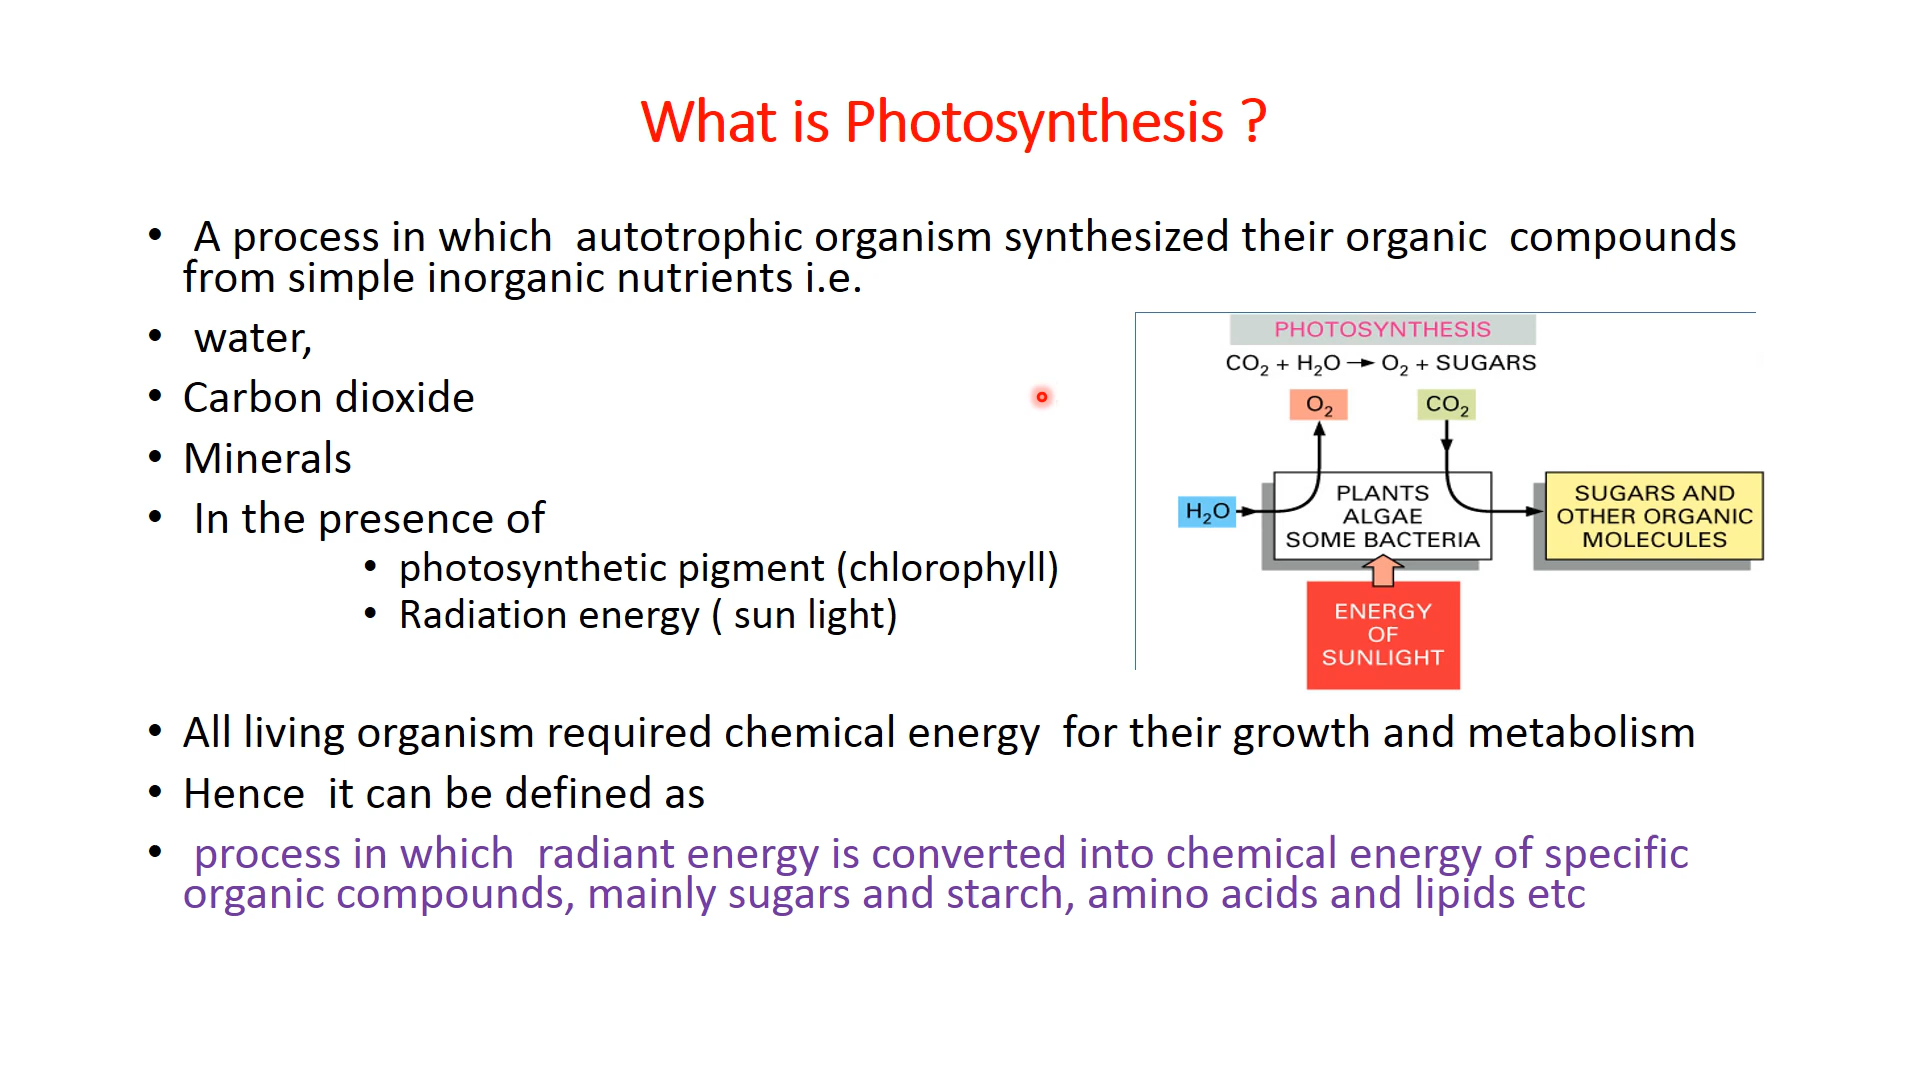 What is Photosynthesis ?
• A process in which autotrophic organism synthesized their organic compounds
from simple inorganic nutrients i.e.
• water,
• Carbon dioxide
• Minerals
• In the presence of
• photosynthetic pigment (chlorophyll)
• Radiation energy ( sun light)
PHOTOSYNTHESIS
CO₂ + H₂O → O₂ + SUGARS
O₂
CO₂
H₂O
PLANTS
ALGAE
SOME BACTERIA
SUGARS AND
OTHER ORGANIC
MOLECULES
ENERGY
OF
SUNLIGHT
• All living organism required chemical energy for their growth and metabolism
• Hence it can be defined as
• process in which radiant energy is converted into chemical energy of specific
organic compounds, mainly sugars and starch, amino acids and lipids etc